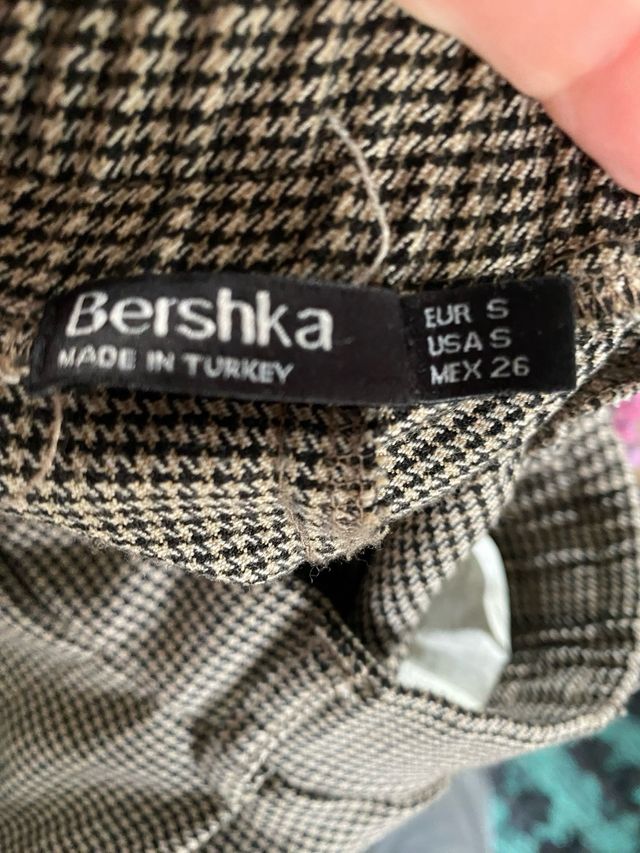 Bershka
MADE IN TURKEY
EUR S
USA S
MEX 26